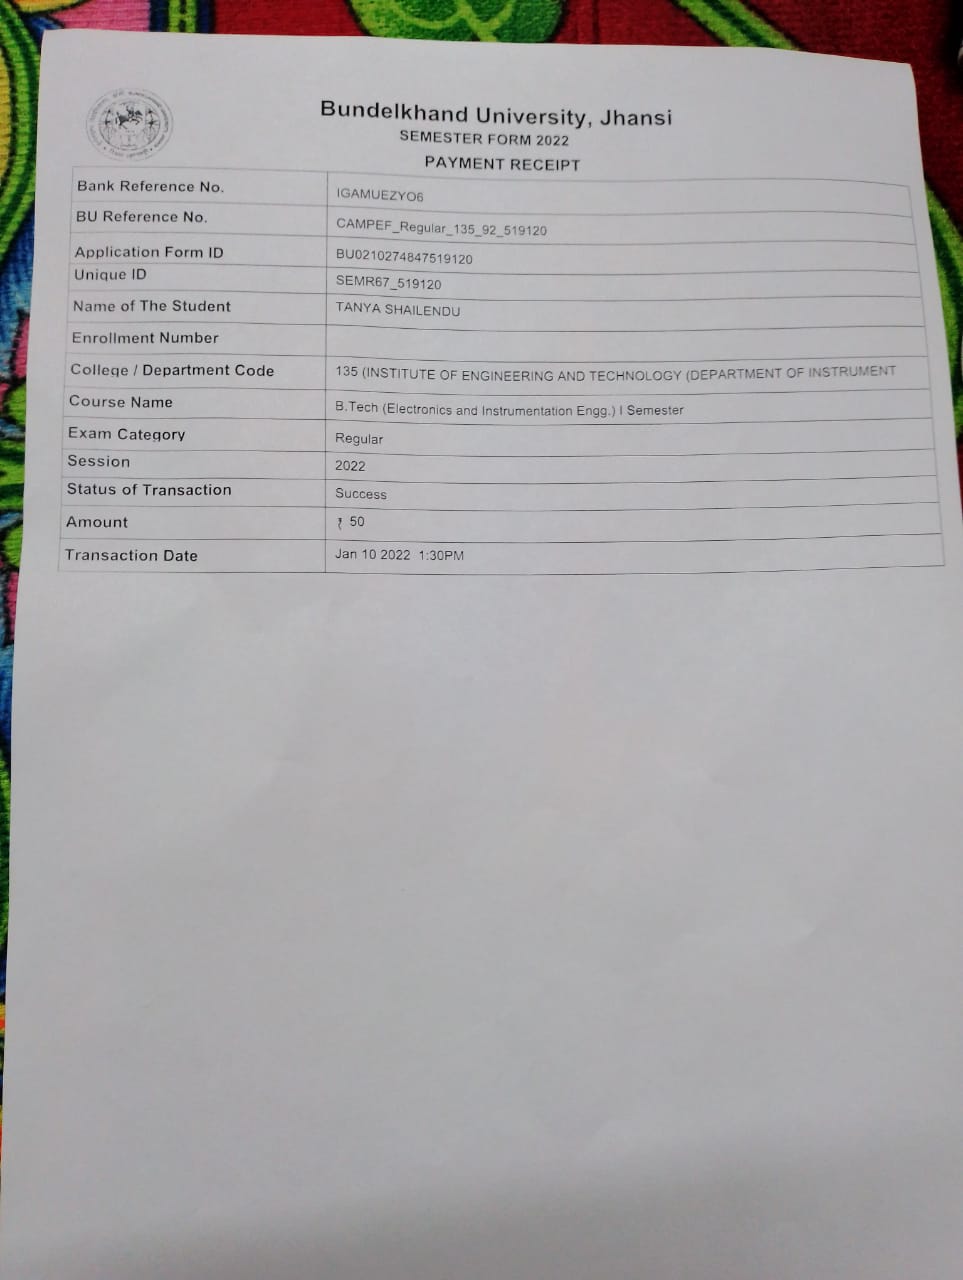 Bundelkhand University, Jhansi
SEMESTER FORM 2022
PAYMENT RECEIPT
Bank Reference No. IGAMUEZYO6
BU Reference No. CAMPEF_Regular_135_92_519120
Application Form ID BU0210274847519120
Unique ID SEMR67_519120
Name of The Student TANYA SHAILENDU
Enrollment Number
College / Department Code 135 (INSTITUTE OF ENGINEERING AND TECHNOLOGY (DEPARTMENT OF INSTRUMENT
Course Name B.Tech (Electronics and Instrumentation Engg.) I Semester
Exam Category Regular
Session 2022
Status of Transaction Success
Amount ₹ 50
Transaction Date Jan 10 2022 1:30PM